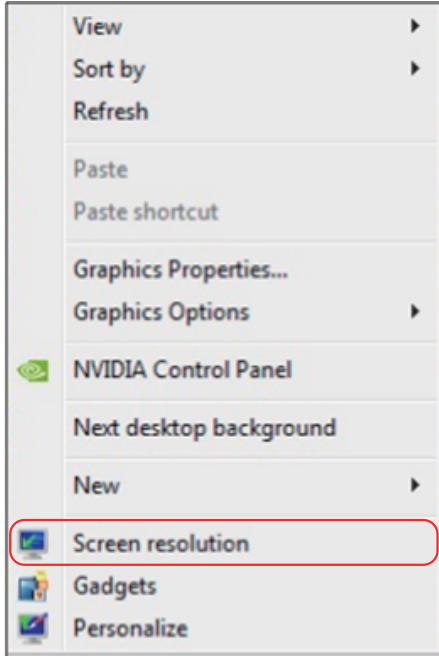 View
Sort by
Refresh
Paste
Paste shortcut
Graphics Properties...
Graphics Options
NVIDIA Control Panel
Next desktop background
New
Screen resolution
Gadgets
Personalize